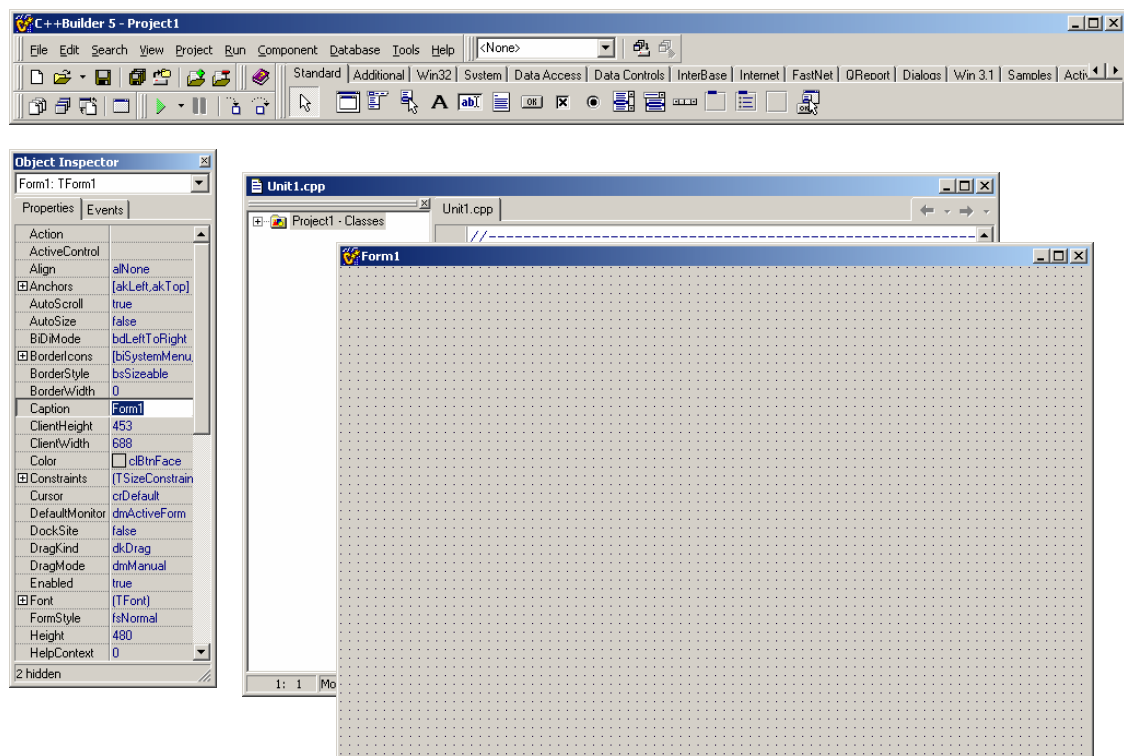 C++Builder 5 - Project1
File Edit Search View Project Run Component Database Tools Help <None>
Standard Additional Win32 System Data Access Data Controls InterBase Internet FastNet QReport Dialogs Win 3.1 Samples Activ
A ab OK
OK
Object Inspector
Form1: TForm1
Properties Events
Action
ActiveControl
Align alNone
Anchors [akLeft,akTop]
AutoScroll true
AutoSize false
BiDiMode bdLeftToRight
BorderIcons [biSystemMenu,
BorderStyle bsSizeable
BorderWidth 0
Caption Form1
ClientHeight 453
ClientWidth 688
Color clBtnFace
Constraints (TSizeConstrain
Cursor crDefault
DefaultMonitor dmActiveForm
DockSite false
DragKind dkDrag
DragMode dmManual
Enabled true
Font (TFont)
FormStyle fsNormal
Height 480
HelpContext 0
2 hidden
Unit1.cpp
Project1 - Classes
Unit1.cpp
//---------------------------------------------------------
1: 1 Mo
Form1